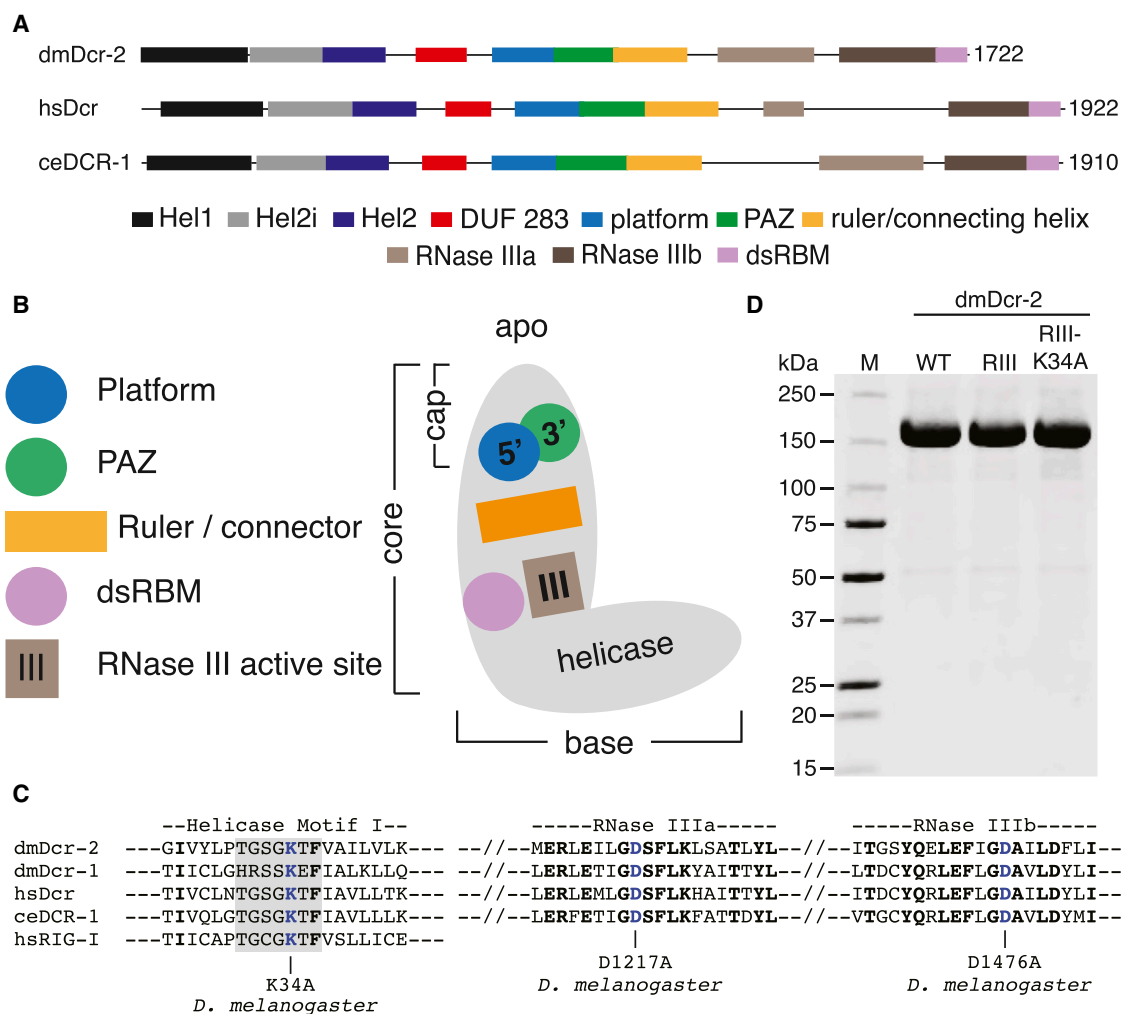 A
dmDcr-2 1722
hsDcr 1922
ceDCR-1 1910
Hel1 Hel2i Hel2 DUF 283 platform PAZ ruler/connecting helix
RNase IIIa RNase IIIb dsRBM
B
Platform
PAZ
Ruler / connector
dsRBM
III RNase III active site
apo
cap
core
5’ 3’
III
helicase
base
D
dmDcr-2
kDa M WT RIII RIII-
K34A
250
150
100
75
50
37
25
20
15
C
--Helicase Motif I-- -----RNase IIIa----- ----RNase IIIb-----
dmDcr-2 ---GIVYLPTGSGKTFVAILVLK- --//--MERLEILGDSFLKLSATLYL--//--ITGSYQELEFIGDAILDFLI---
dmDcr-1 ---TIICLGHRSSKEFIALKLLQ- --//--LERLEILGDSFLKYAITTYL--//--LTDCYQRLEFLGDAVLDYLI---
hsDcr ---TIVCLNTGSGKTFIAVLLTK- --//--LERLEMLGDSFLKHAITTYL--//--ITDCYQRLEFLGDAILDYLI---
ceDCR-1 ---TIVQLGTGSGKTFIAVLLLK- --//--LERFETIGDSFLKFATTDYL--//--VTGCYQRLEFLGDAVLDYMI---
hsRIG-I ---TIICAPTGCGKTFVSLLICE---
K34A
D. melanogaster
D1217A
D. melanogaster
D1476A
D. melanogaster